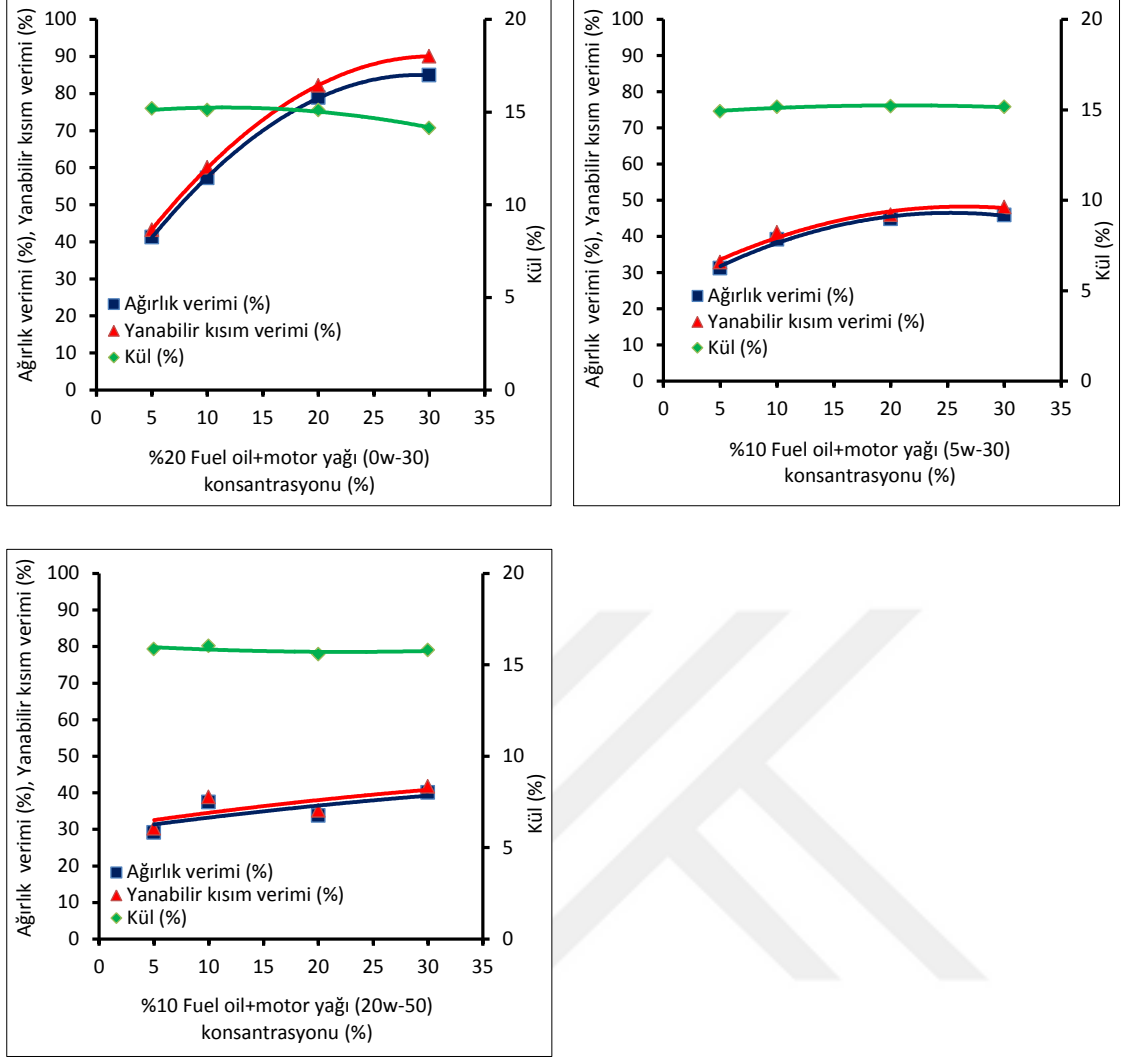 Ağırlık verimi (%), Yanabilir kısım verimi (%)
100
90
80
70
60
50
40
30
20
10
0
20
15
10
5
0
Kül (%)
Ağırlık verimi (%)
Yanabilir kısım verimi (%)
Kül (%)
0 5 10 15 20 25 30 35
%20 Fuel oil+motor yağı (0w-30)
konsantrasyonu (%)
Ağırlık verimi (%), Yanabilir kısım verimi (%)
100
90
80
70
60
50
40
30
20
10
0
20
15
10
5
0
Kül (%)
Ağırlık verimi (%)
Yanabilir kısım verimi (%)
Kül (%)
0 5 10 15 20 25 30 35
%10 Fuel oil+motor yağı (5w-30)
konsantrasyonu (%)
Ağırlık verimi (%), Yanabilir kısım verimi (%)
100
90
80
70
60
50
40
30
20
10
0
20
15
10
5
0
Kül (%)
Ağırlık verimi (%)
Yanabilir kısım verimi (%)
Kül (%)
0 5 10 15 20 25 30 35
%10 Fuel oil+motor yağı (20w-50)
konsantrasyonu (%)